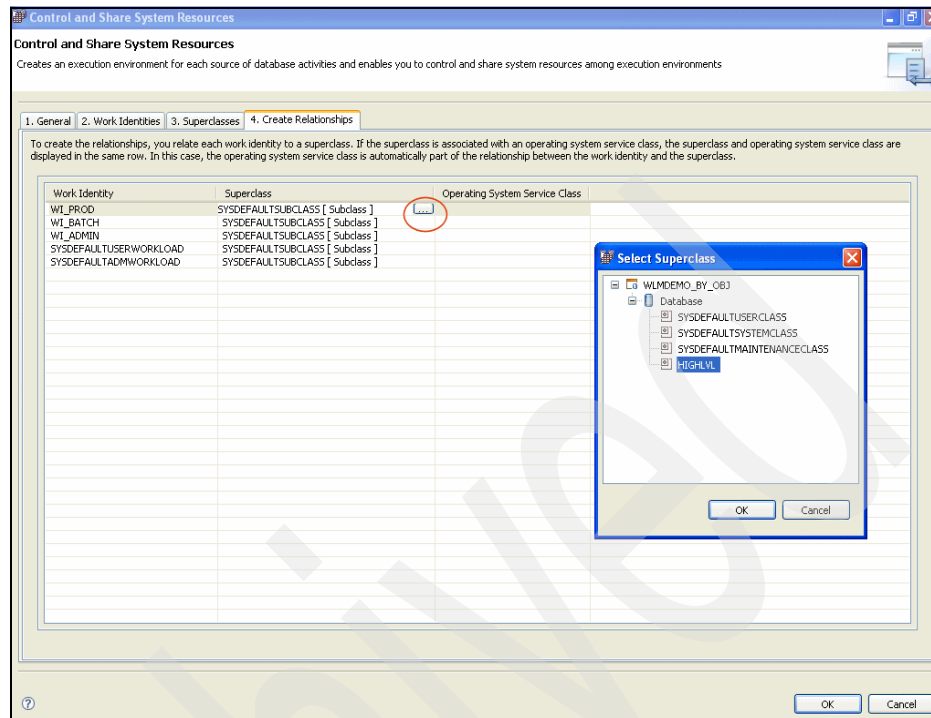 Control and Share System Resources
Control and Share System Resources
Creates an execution environment for each source of database activities and enables you to control and share system resources among execution environments
1. General 2. Work Identities 3. Superclasses 4. Create Relationships
To create the relationships, you relate each work identity to a superclass. If the superclass is associated with an operating system service class, the superclass and operating system service class are
displayed in the same row. In this case, the operating system service class is automatically part of the relationship between the work identity and the superclass.
Work Identity Superclass Operating System Service Class
WI_PROD SYSDEFAULTSUBCLASS [ Subclass ] ...
WI_BATCH SYSDEFAULTSUBCLASS [ Subclass ]
WI_ADMIN SYSDEFAULTSUBCLASS [ Subclass ]
SYSDEFAULTUSERWORKLOAD SYSDEFAULTSUBCLASS [ Subclass ]
SYSDEFAULTADMWORKLOAD SYSDEFAULTSUBCLASS [ Subclass ]
Select Superclass
WLMDEMO_BY_OBJ
Database
SYSDEFAULTUSERCLASS
SYSDEFAULTSYSTEMCLASS
SYSDEFAULTMAINTENANCECLASS
HIGHLVL
OK Cancel
OK Cancel